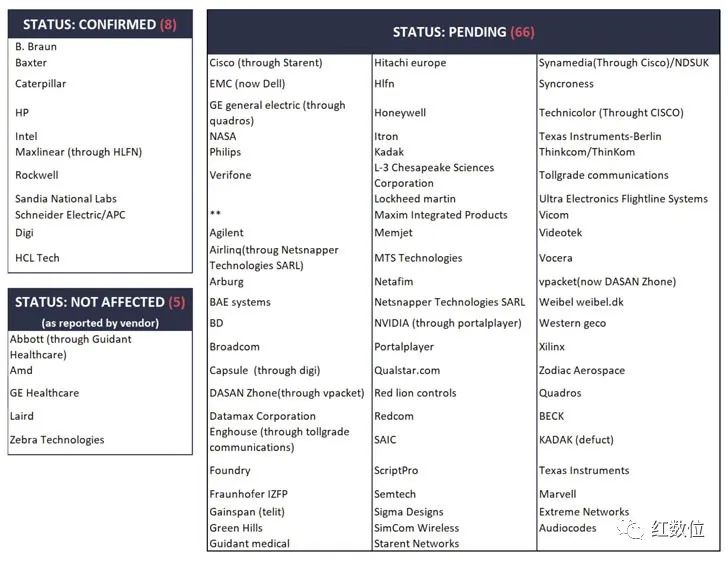 STATUS: CONFIRMED (8)
B. Braun
Baxter
Caterpillar
HP
Intel
Maxlinear (through HLFN)
Rockwell
Sandia National Labs
Schneider Electric/APC
Digi
HCL Tech
STATUS: NOT AFFECTED (5)
(as reported by vendor)
Abbott (through Guidant
Healthcare)
Amd
GE Healthcare
Laird
Zebra Technologies
STATUS: PENDING (66)
Cisco (through Starent)
EMC (now Dell)
GE general electric (through
quadros)
NASA
Philips
Verifone
**
Agilent
Airlinq(throug Netsnapper
Technologies SARL)
Arburg
BAE systems
BD
Broadcom
Capsule (through digi)
DASAN Zhone(through vpacket)
Datamax Corporation
Enghouse (through tollgrade
communications)
Foundry
Fraunhofer IZFP
Gainspan (telit)
Green Hills
Guidant medical
Hitachi europe
Hlfn
Honeywell
Itron
Kadak
L-3 Chesapeake Sciences
Corporation
Lockheed martin
Maxim Integrated Products
Memjet
MTS Technologies
Netafim
Netsnapper Technologies SARL
NVIDIA (through portalplayer)
Portalplayer
Qualstar.com
Red lion controls
Redcom
SAIC
ScriptPro
Semtech
Sigma Designs
SimCom Wireless
Starent Networks
Synamedia(Through Cisco)/NDSUK
Syncroness
Technicolor (Throught CISCO)
Texas Instruments-Berlin
Thinkcom/ThinKom
Tollgrade communications
Ultra Electronics Flightline Systems
Vicom
Videotek
Vocera
vpacket(now DASAN Zhone)
Weibel weibel.dk
Western geco
Xilinx
Zodiac Aerospace
Quadros
BECK
KADAK (defuct)
Texas Instruments
Marvell
Extreme Networks
Audiocodes
红数位